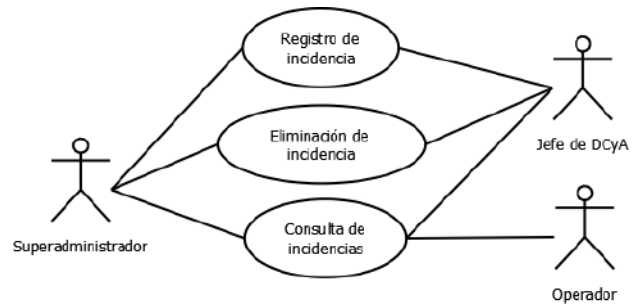 Registro de
incidencia
Eliminación de
incidencia
Jefe de DCyA
Consulta de
incidencias
Superadministrador
Operador